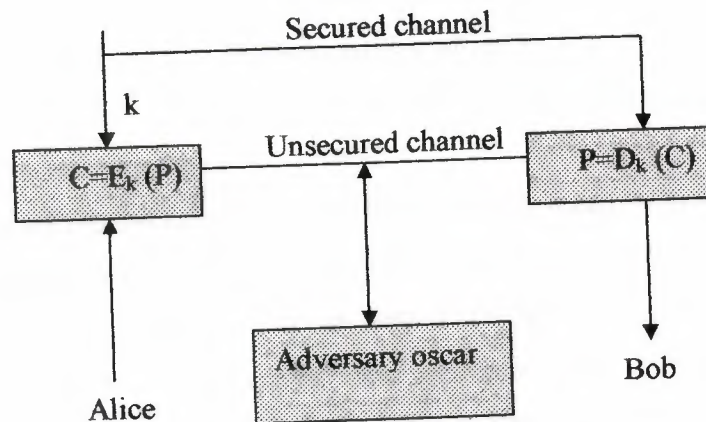 Secured channel
k
Unsecured channel
C=Eₖ (P)
P=Dₖ (C)
Adversary oscar
Alice
Bob